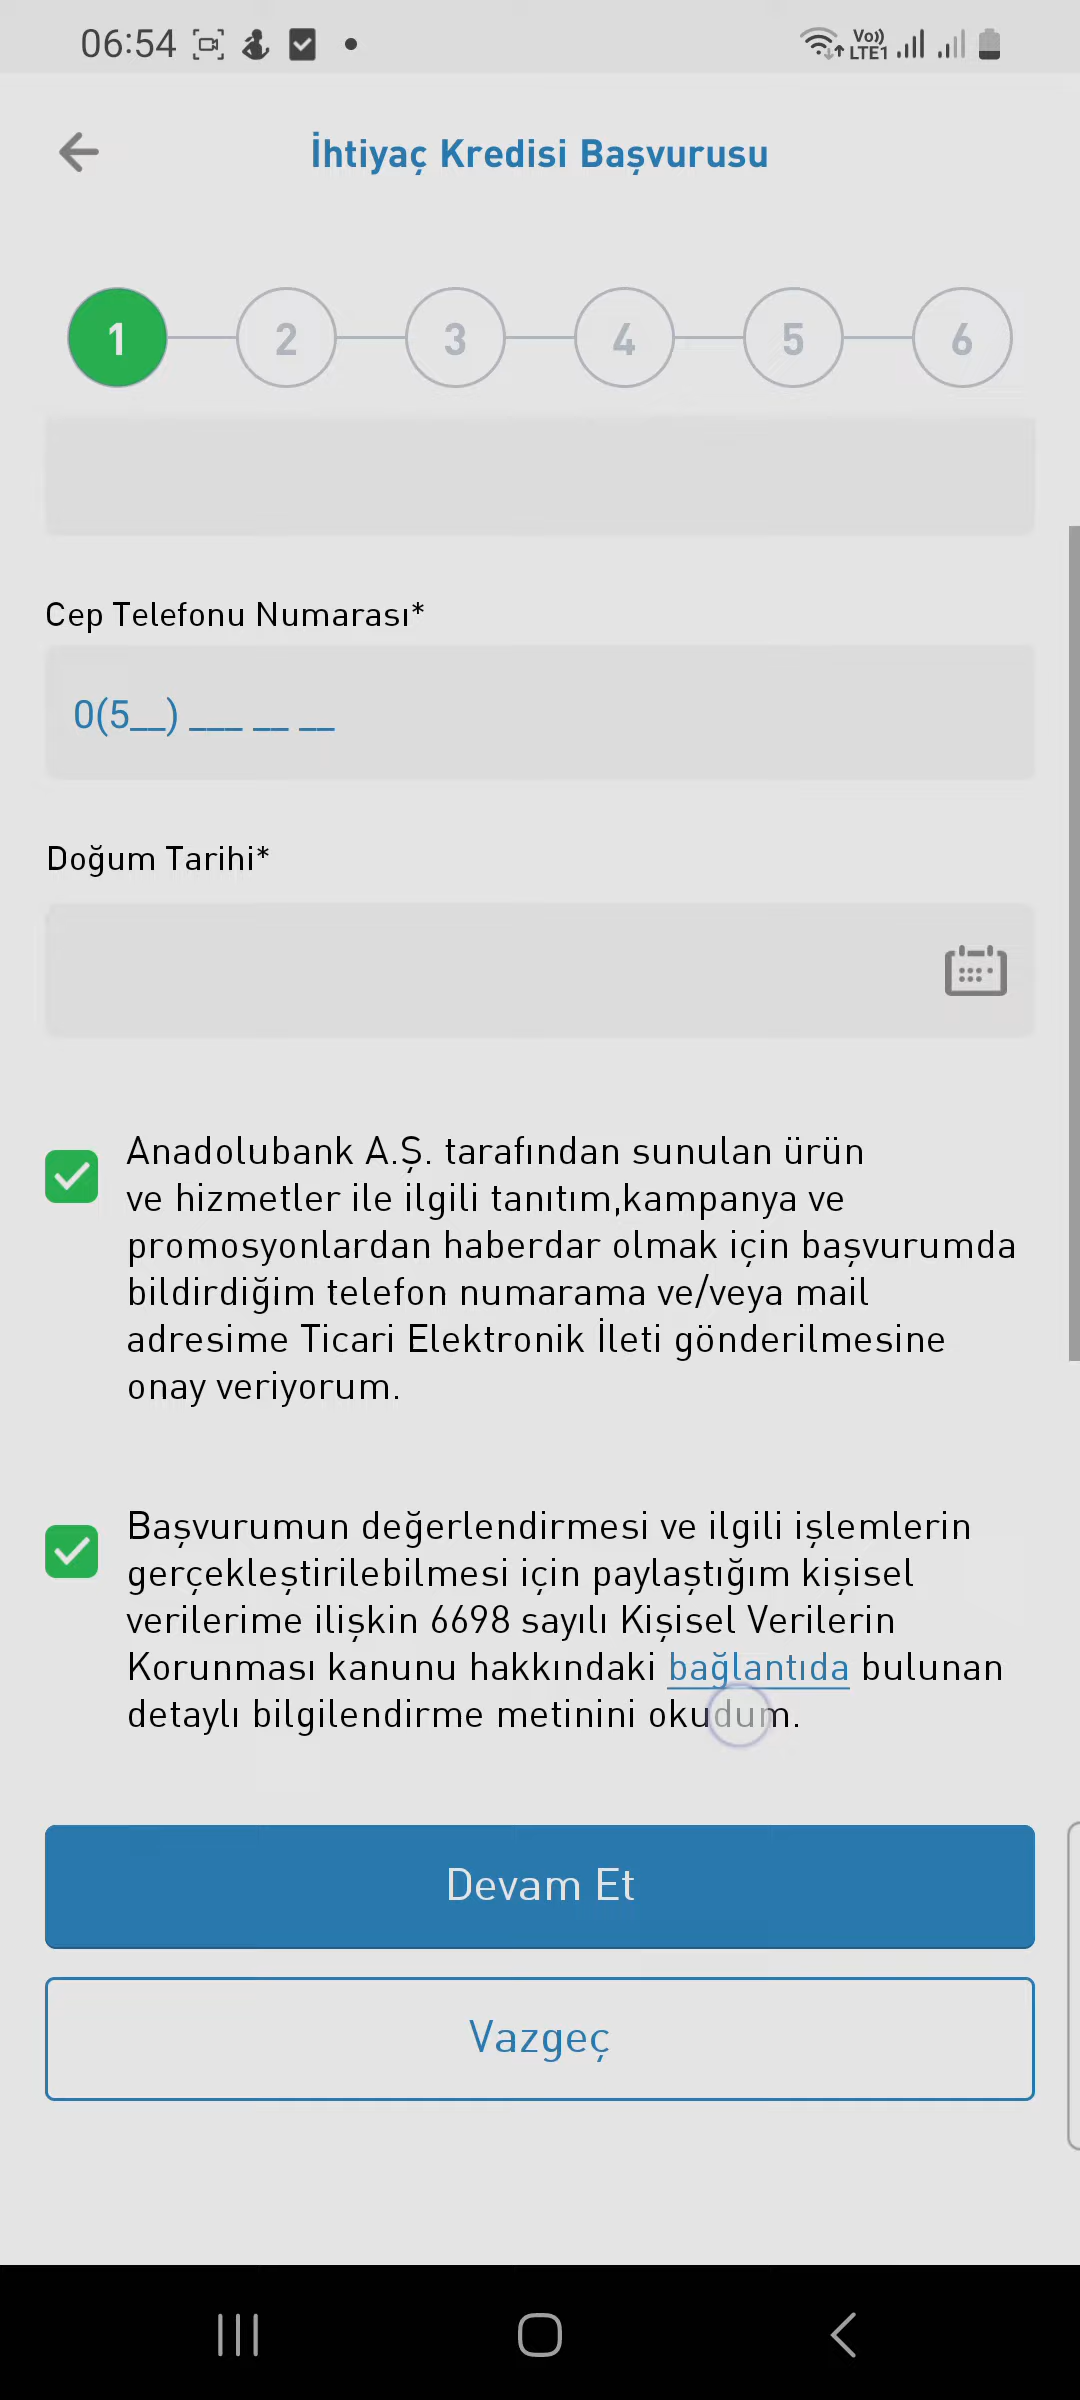 06:54
Vo))
LTE1
İhtiyaç Kredisi Başvurusu
1 2 3 4 5 6
Cep Telefonu Numarası*
0(5__) ___ __ __
Doğum Tarihi*
Anadolubank A.Ş. tarafından sunulan ürün
ve hizmetler ile ilgili tanıtım,kampanya ve
promosyonlardan haberdar olmak için başvurumda
bildirdiğim telefon numarama ve/veya mail
adresime Ticari Elektronik İleti gönderilmesine
onay veriyorum.
Başvurumun değerlendirmesi ve ilgili işlemlerin
gerçekleştirilebilmesi için paylaştığım kişisel
verilerime ilişkin 6698 sayılı Kişisel Verilerin
Korunması kanunu hakkındaki bağlantıda bulunan
detaylı bilgilendirme metinini okudum.
Devam Et
Vazgeç